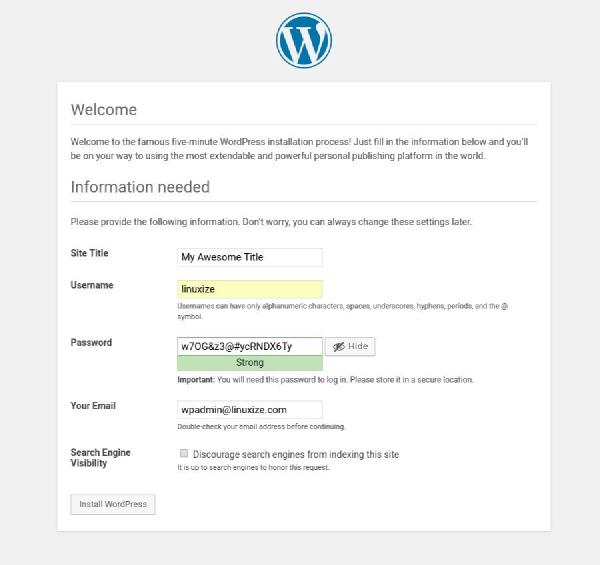 Welcome
Welcome to the famous five-minute WordPress installation process! Just fill in the information below and you'll
be on your way to using the most extendable and powerful personal publishing platform in the world.
Information needed
Please provide the following information. Don't worry, you can always change these settings later.
Site Title
My Awesome Title
Username
linuxize
Usernames can have only alphanumeric characters, spaces, underscores, hyphens, periods, and the @
symbol.
Password
w7OG&z3@#ycRNDX6Ty
Hide
Strong
Important: You will need this password to log in. Please store it in a secure location.
Your Email
wpadmin@linuxize.com
Double-check your email address before continuing.
Search Engine
Visibility
Discourage search engines from indexing this site
It is up to search engines to honor this request.
Install WordPress